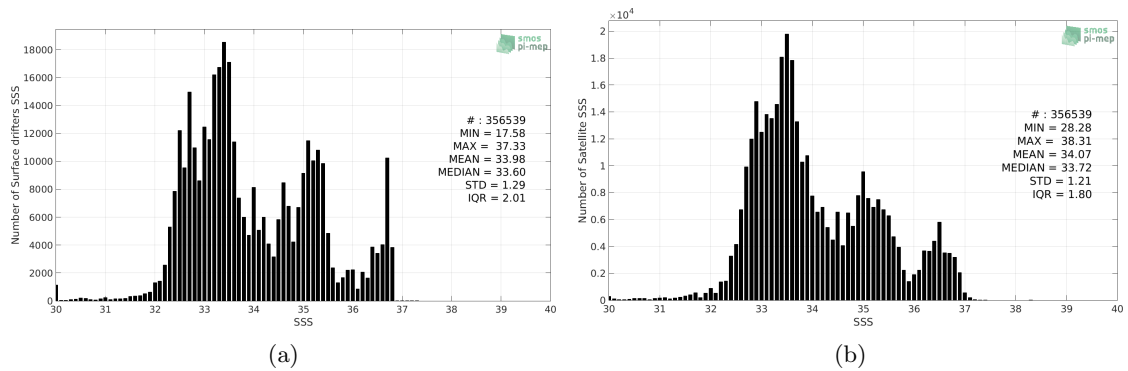 smos
pi-mep
Number of Surface drifters SSS
18000
16000
14000
12000
10000
8000
6000
4000
2000
0
# : 356539
MIN = 17.58
MAX = 37.33
MEAN = 33.98
MEDIAN = 33.60
STD = 1.29
IQR = 2.01
30 31 32 33 34 35 36 37 38 39 40
SSS
(a)
×10⁴
smos
pi-mep
Number of Satellite SSS
2
1.8
1.6
1.4
1.2
1
0.8
0.6
0.4
0.2
0
# : 356539
MIN = 28.28
MAX = 38.31
MEAN = 34.07
MEDIAN = 33.72
STD = 1.21
IQR = 1.80
30 31 32 33 34 35 36 37 38 39 40
SSS
(b)